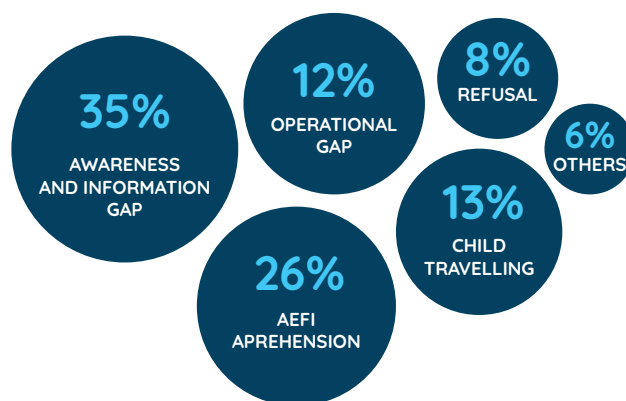 35%
AWARENESS
AND INFORMATION
GAP
12%
OPERATIONAL
GAP
8%
REFUSAL
6%
OTHERS
13%
CHILD
TRAVELLING
26%
AEFI
APREHENSION